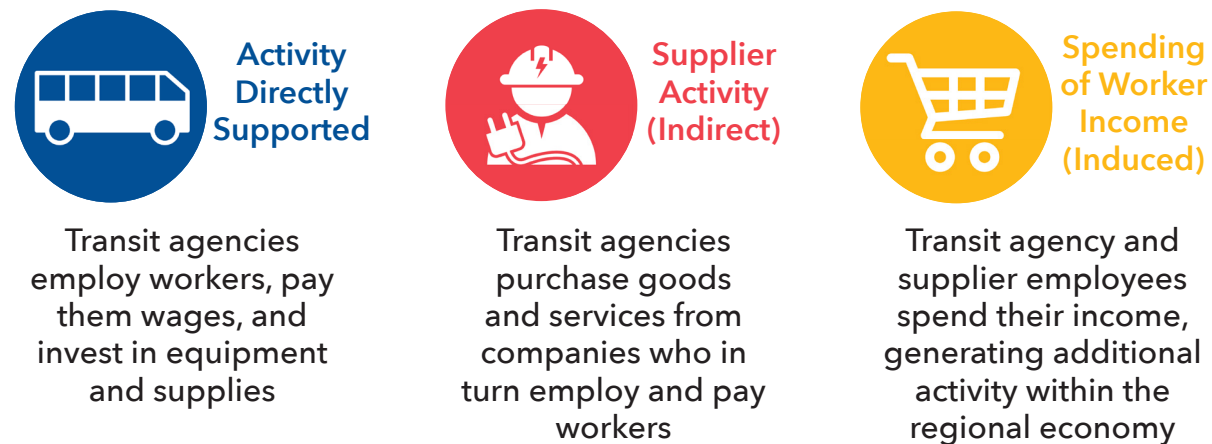 Activity
Directly
Supported
Transit agencies
employ workers, pay
them wages, and
invest in equipment
and supplies
Supplier
Activity
(Indirect)
Transit agencies
purchase goods
and services from
companies who in
turn employ and pay
workers
Spending
of Worker
Income
(Induced)
Transit agency and
supplier employees
spend their income,
generating additional
activity within the
regional economy